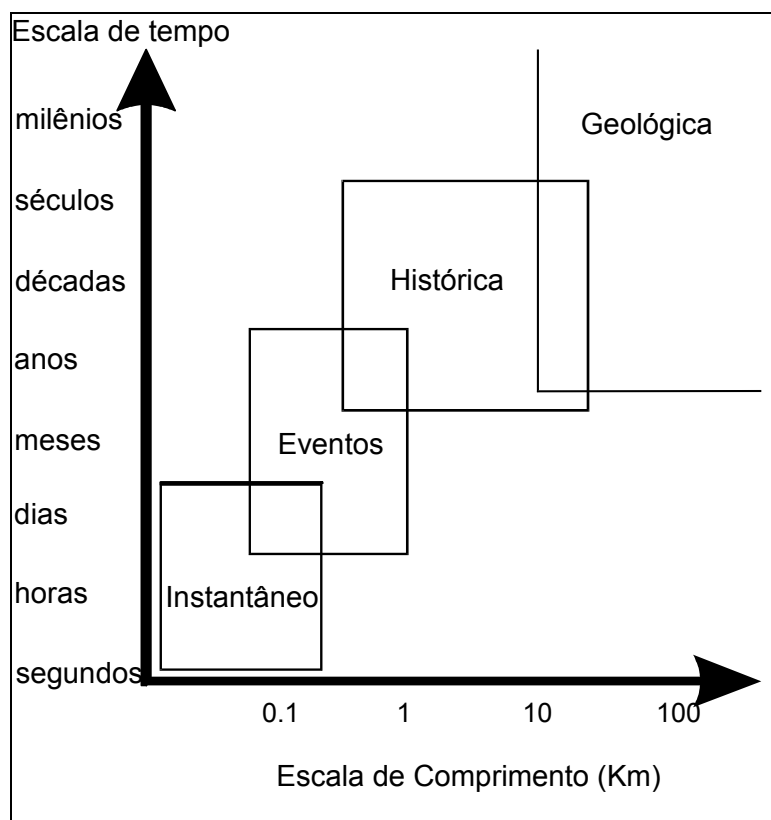 Escala de tempo
milênios
Geológica
séculos
décadas
Histórica
anos
meses
Eventos
dias
horas
Instantâneo
segundos
0.1 1 10 100
Escala de Comprimento (Km)